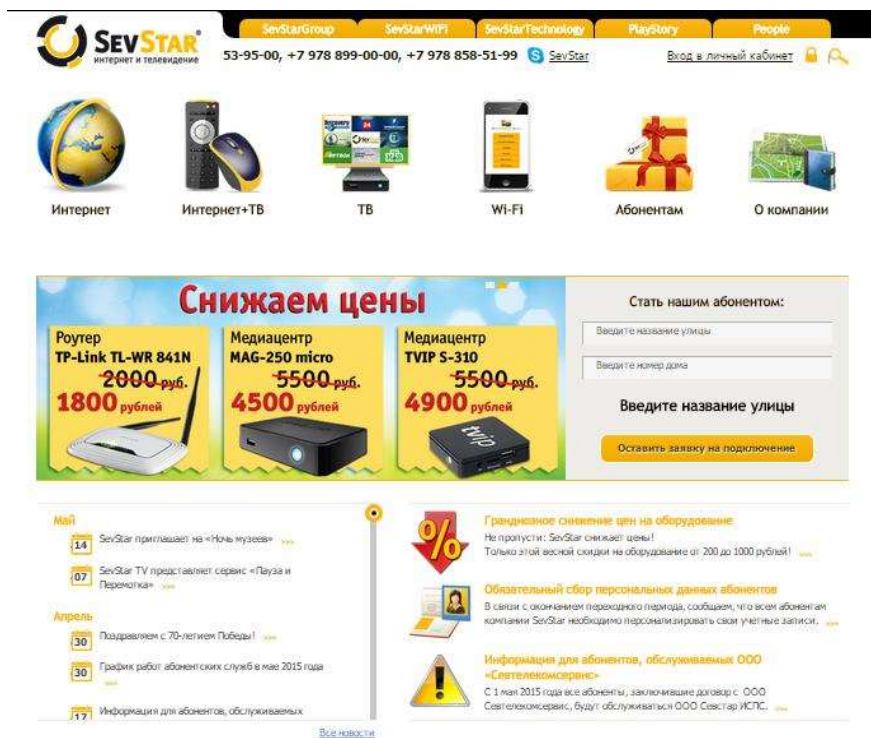 SevStarGroup SevStarWIFI SevStarTechnology PlayStory People
SEVSTAR®
интернет и телевидение
53-95-00, +7 978 899-00-00, +7 978 858-51-99 SevStar Вход в личный кабинет
Интернет Интернет+ТВ ТВ Wi-Fi Абонентам О компании
Снижаем цены
Роутер
TP-Link TL-WR 841N
2000 руб.
1800 рублей
Медиацентр
MAG-250 micro
5500 руб.
4500 рублей
Медиацентр
TVIP S-310
5500 руб.
4900 рублей
tvip
Стать нашим абонентом:
Введите название улицы
Введите номер дома
Введите название улицы
Оставить заявку на подключение
Май
14 SevStar приглашает на «Ночь музеев» >>>
07 SevStar TV представляет сервис «Пауза и
Перемотка» >>>
Апрель
30 Поздравляем с 70-летием Победы! >>>
30 График работ абонентских служб в мае 2015 года
>>>
17 Информация для абонентов, обслуживаемых
Все новости
%
Грандиозное снижение цен на оборудование
Не пропусти: SevStar снижает цены!
Только этой весной скидки на оборудование от 200 до 1000 рублей! >>>
Обязательный сбор персональных данных абонентов
В связи с окончанием переходного периода, сообщаем, что всем абонентам
компании SevStar необходимо персонализировать свои учетные записи. >>>
Информация для абонентов, обслуживаемых ООО
«Севтелекомсервис»
С 1 мая 2015 года все абоненты, заключившие договор с ООО
Севтелекомсервис, будут обслуживаться ООО Севстар ИСПС. >>>